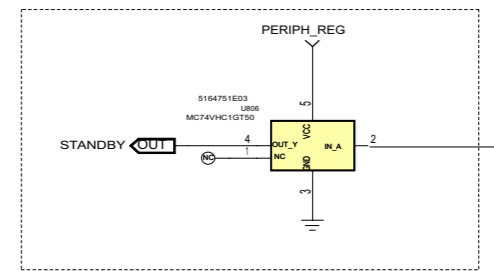 PERIPH_REG
5164751E03
U806
MC74VHC1GT50
5
VCC
STANDBY OUT 4 OUT_Y IN_A 2
NC 1 NC
GND
3